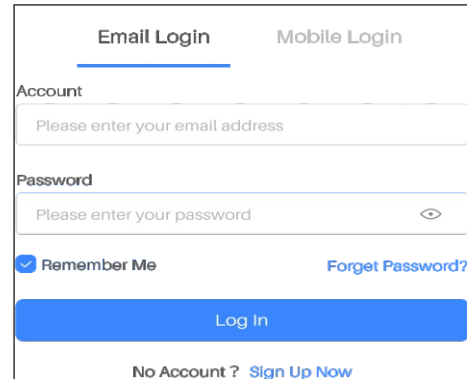 Email Login Mobile Login
Account
Please enter your email address
Password
Please enter your password
Remember Me Forget Password?
Log In
No Account ? Sign Up Now